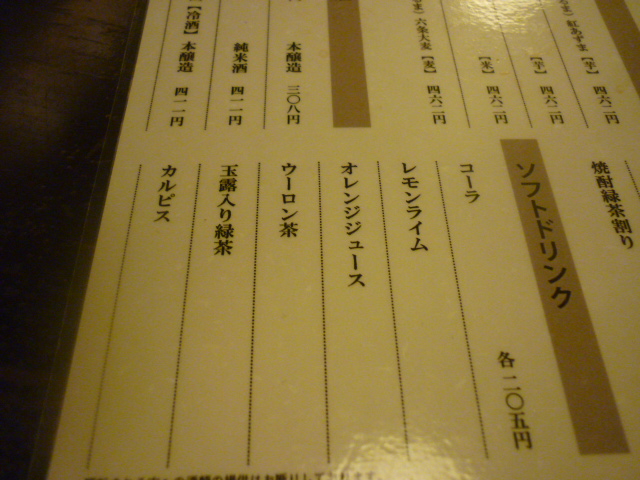 紅あずま【芋】 四六二円
【芋】 四六二円
【米】 四六二円
六条大麦【麦】 四六二円
本醸造 三〇八円
純米酒 四一一円
【冷酒】本醸造 四一一円
焼酎緑茶割り
ソフトドリンク
各 二〇五円
コーラ
レモンライム
オレンジジュース
ウーロン茶
玉露入り緑茶
カルピス